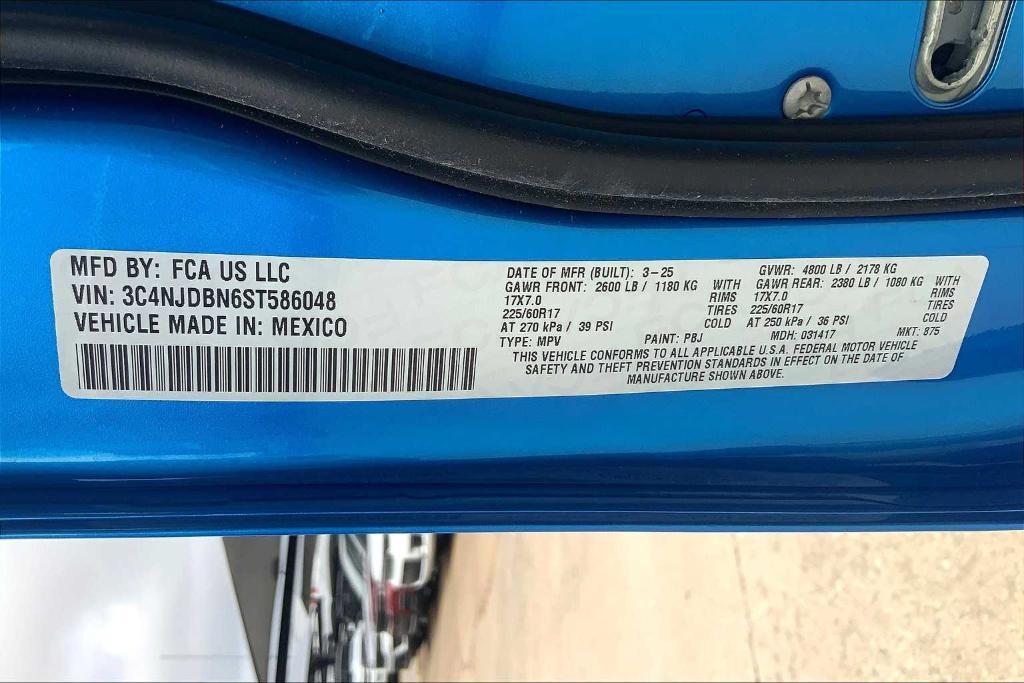 MFD BY: FCA US LLC
VIN: 3C4NJDBN6ST586048
VEHICLE MADE IN: MEXICO
DATE OF MFR (BUILT): 3-25 GVWR: 4800 LB / 2178 KG
GAWR FRONT: 2600 LB / 1180 KG WITH GAWR REAR: 2380 LB / 1080 KG WITH
17X7.0 RIMS 17X7.0 RIMS
225/60R17 TIRES 225/60R17 TIRES
AT 270 kPa / 39 PSI COLD AT 250 kPa / 36 PSI COLD
TYPE: MPV PAINT: PBJ MDH: 031417 MKT: 875
THIS VEHICLE CONFORMS TO ALL APPLICABLE U.S.A. FEDERAL MOTOR VEHICLE
SAFETY AND THEFT PREVENTION STANDARDS IN EFFECT ON THE DATE OF
MANUFACTURE SHOWN ABOVE.